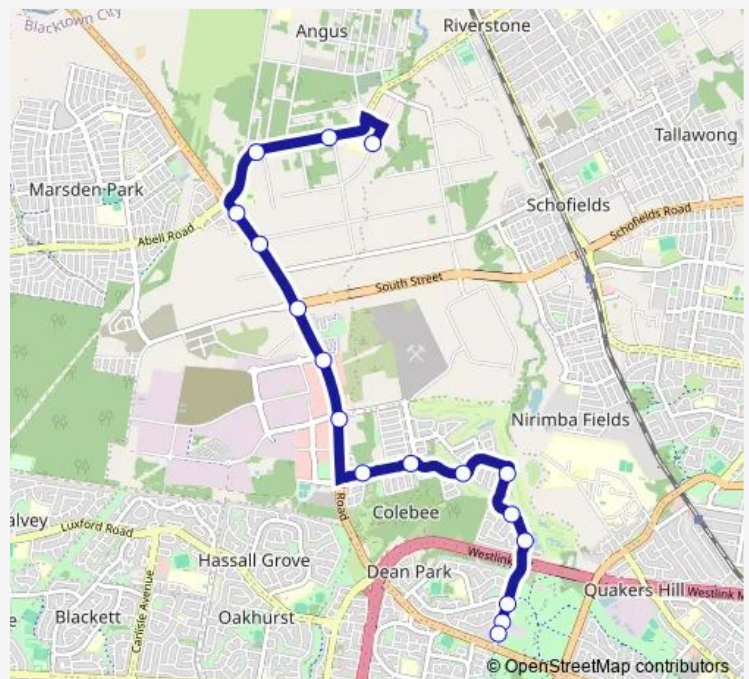 Blacktown City
Angus
Riverstone
Tallawong
Marsden Park
Schofields
Abell Road
Schofields Road
South Street
Nirimba Fields
alvey
Luxford Road
Road
Colebee
Hassall Grove
Dean Park
Westlink
Quakers Hill
Westlink M
Blackett
Carlisle Avenue
Oakhurst
e
© OpenStreetMap contributors